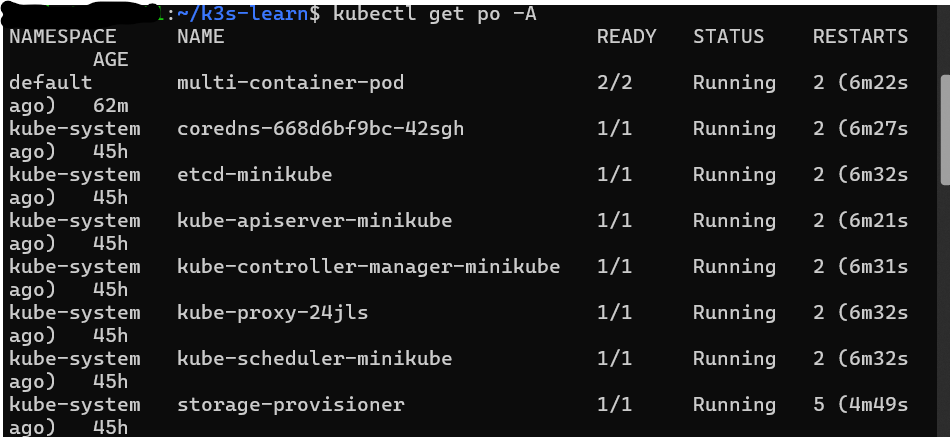 :~/k3s-learn$ kubectl get po -A
NAMESPACE     NAME                               READY   STATUS    RESTARTS
       AGE
default       multi-container-pod                2/2     Running   2 (6m22s
ago)   62m
kube-system   coredns-668d6bf9bc-42sgh           1/1     Running   2 (6m27s
ago)   45h
kube-system   etcd-minikube                      1/1     Running   2 (6m32s
ago)   45h
kube-system   kube-apiserver-minikube            1/1     Running   2 (6m21s
ago)   45h
kube-system   kube-controller-manager-minikube   1/1     Running   2 (6m31s
ago)   45h
kube-system   kube-proxy-24jls                   1/1     Running   2 (6m32s
ago)   45h
kube-system   kube-scheduler-minikube            1/1     Running   2 (6m32s
ago)   45h
kube-system   storage-provisioner                1/1     Running   5 (4m49s
ago)   45h